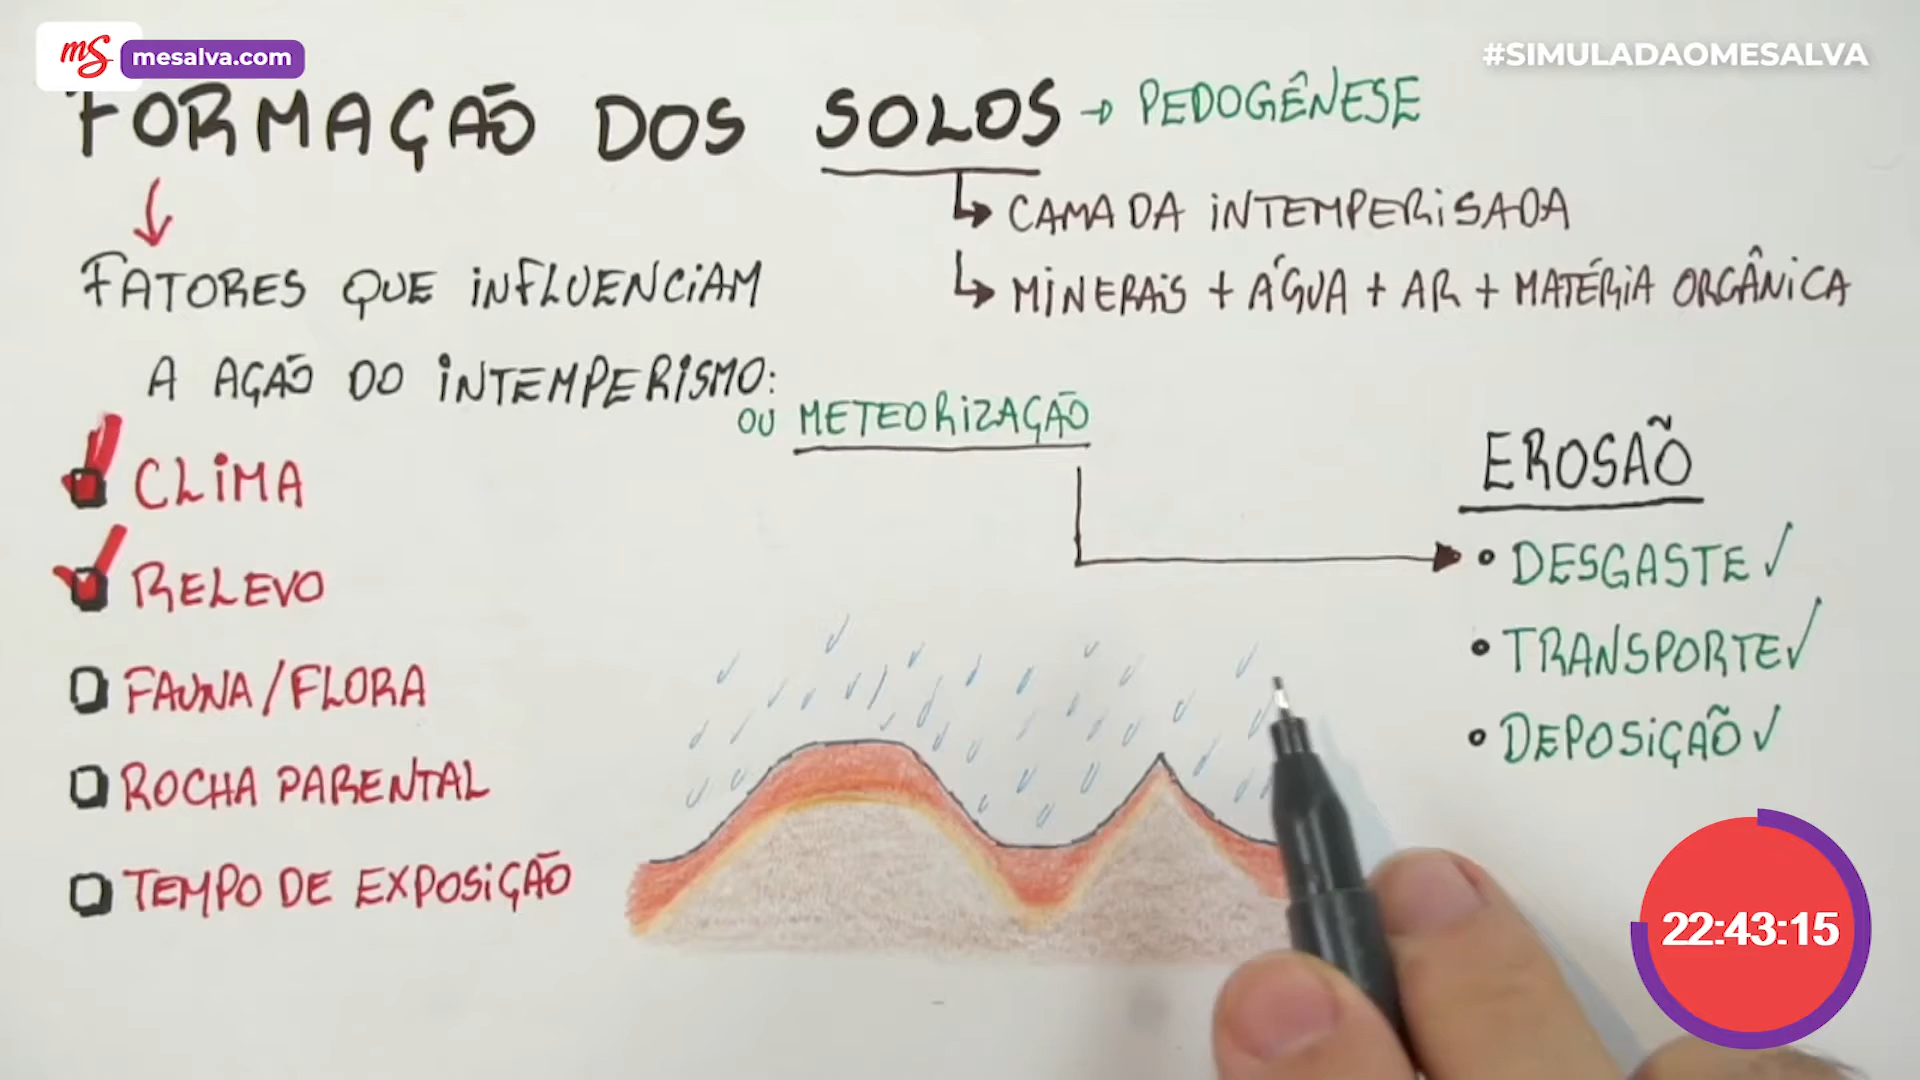 mS mesalva.com
#SIMULADAOMESALVA
FORMAÇÃO DOS SOLOS → PEDOGÊNESE
CAMADA INTEMPERISADA
MINERAIS + ÁGUA + AR + MATÉRIA ORGÂNICA
FATORES QUE INFLUENCIAM
A AÇÃO DO INTEMPERISMO:
OU METEORIZAÇÃO
CLIMA
RELEVO
FAUNA/FLORA
ROCHA PARENTAL
TEMPO DE EXPOSIÇÃO
EROSÃO
• DESGASTE ✓
• TRANSPORTE ✓
• DEPOSIÇÃO ✓
22:43:15